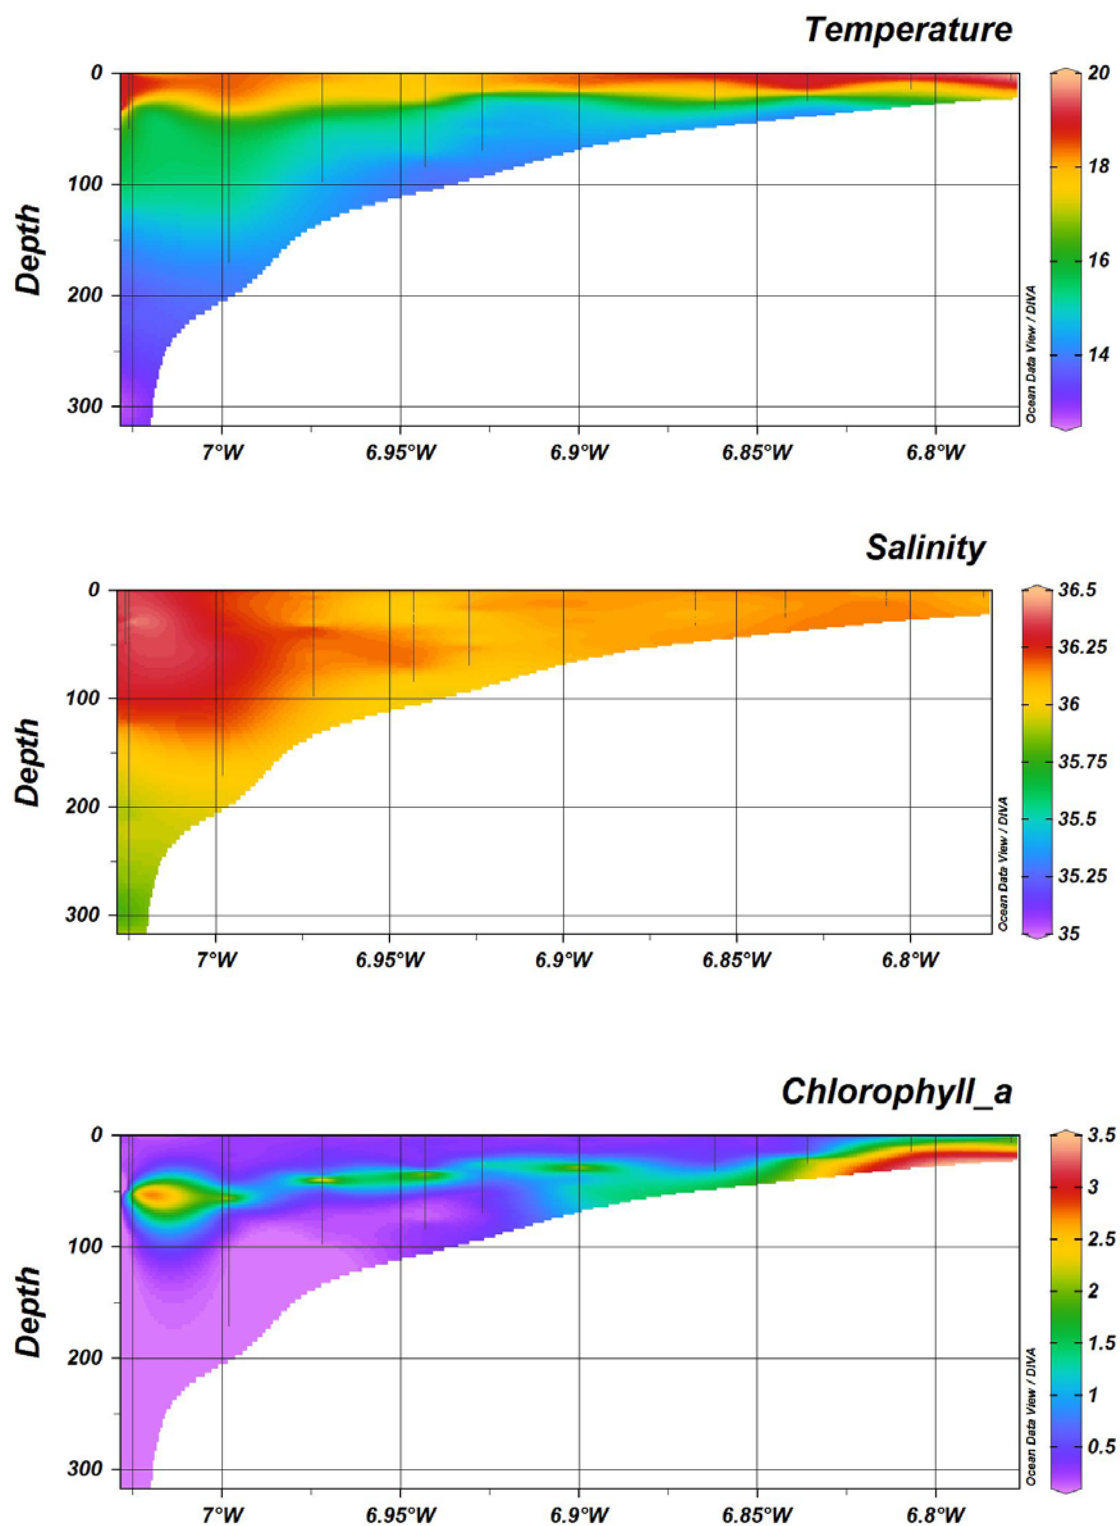 Temperature
0
100
200
300
Depth
7°W
6.95°W
6.9°W
6.85°W
6.8°W
20
18
16
14
Ocean Data View / DIVA
Salinity
0
100
200
300
Depth
7°W
6.95°W
6.9°W
6.85°W
6.8°W
36.5
36.25
36
35.75
35.5
35.25
35
Ocean Data View / DIVA
Chlorophyll_a
0
100
200
300
Depth
7°W
6.95°W
6.9°W
6.85°W
6.8°W
3.5
3
2.5
2
1.5
1
0.5
Ocean Data View / DIVA